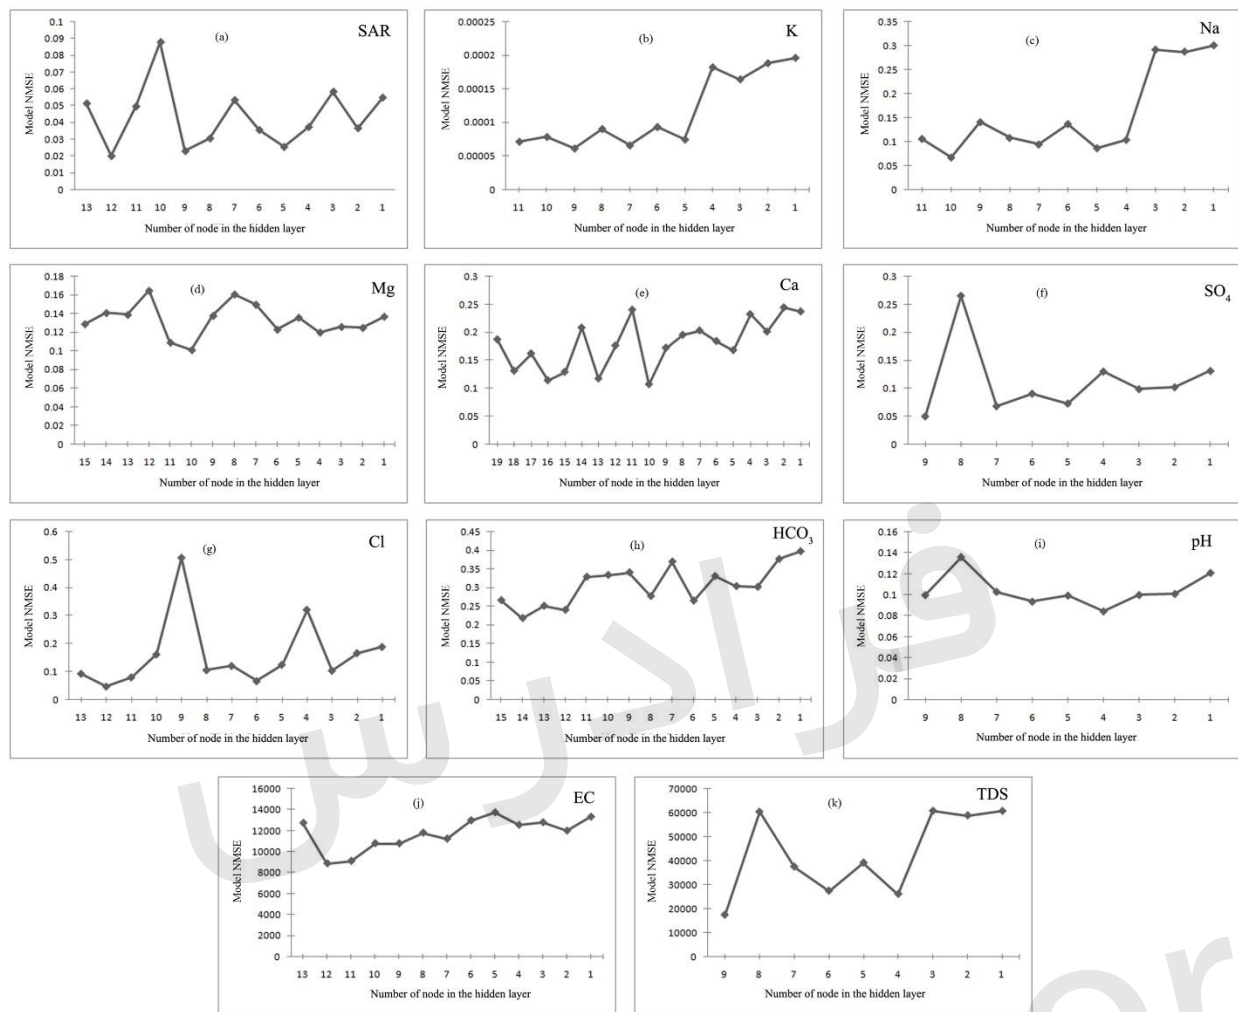 (a) SAR
Model NMSE
0.1
0.09
0.08
0.07
0.06
0.05
0.04
0.03
0.02
0.01
0
13 12 11 10 9 8 7 6 5 4 3 2 1
Number of node in the hidden layer
(b) K
Model NMSE
0.00025
0.0002
0.00015
0.0001
0.00005
0
11 10 9 8 7 6 5 4 3 2 1
Number of node in the hidden layer
(c) Na
Model NMSE
0.35
0.3
0.25
0.2
0.15
0.1
0.05
0
11 10 9 8 7 6 5 4 3 2 1
Number of node in the hidden layer
(d) Mg
Model NMSE
0.18
0.16
0.14
0.12
0.1
0.08
0.06
0.04
0.02
0
15 14 13 12 11 10 9 8 7 6 5 4 3 2 1
Number of node in the hidden layer
(e) Ca
Model NMSE
0.3
0.25
0.2
0.15
0.1
0.05
0
19 18 17 16 15 14 13 12 11 10 9 8 7 6 5 4 3 2 1
Number of node in the hidden layer
(f) SO4
Model NMSE
0.3
0.25
0.2
0.15
0.1
0.05
0
9 8 7 6 5 4 3 2 1
Number of node in the hidden layer
(g) Cl
Model NMSE
0.6
0.5
0.4
0.3
0.2
0.1
0
13 12 11 10 9 8 7 6 5 4 3 2 1
Number of node in the hidden layer
(h) HCO3
Model NMSE
0.45
0.4
0.35
0.3
0.25
0.2
0.15
0.1
0.05
0
15 14 13 12 11 10 9 8 7 6 5 4 3 2 1
Number of node in the hidden layer
(i) pH
Model NMSE
0.16
0.14
0.12
0.1
0.08
0.06
0.04
0.02
0
9 8 7 6 5 4 3 2 1
Number of node in the hidden layer
(j) EC
Model NMSE
16000
14000
12000
10000
8000
6000
4000
2000
0
13 12 11 10 9 8 7 6 5 4 3 2 1
Number of node in the hidden layer
(k) TDS
Model NMSE
70000
60000
50000
40000
30000
20000
10000
0
9 8 7 6 5 4 3 2 1
Number of node in the hidden layer
فرادرس